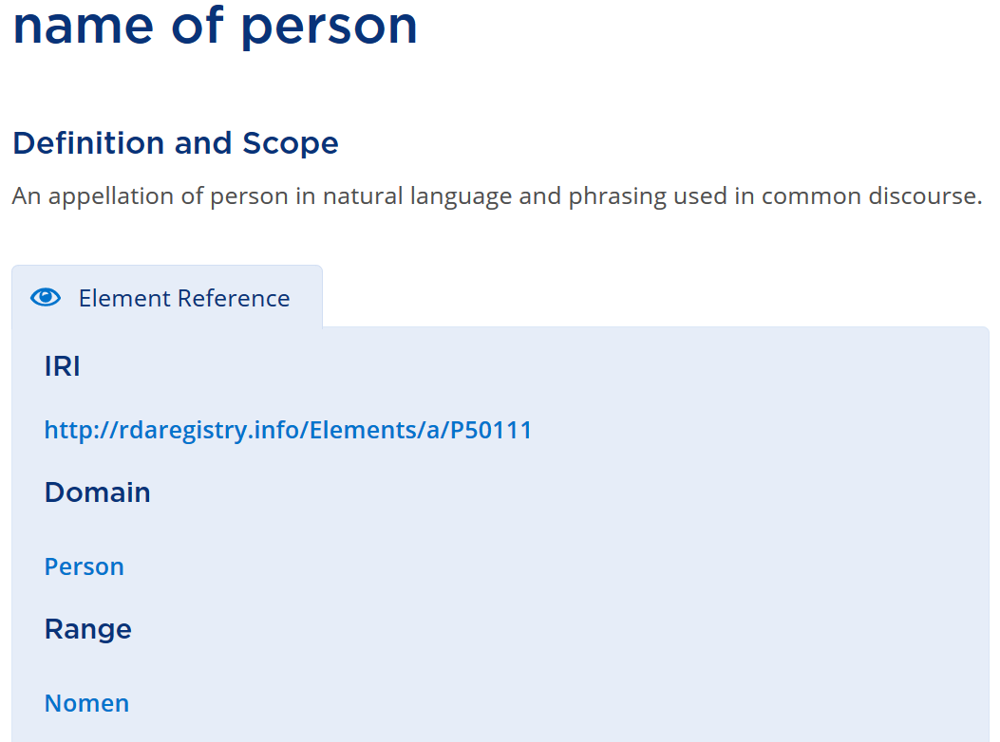 name of person
Definition and Scope
An appellation of person in natural language and phrasing used in common discourse.
Element Reference
IRI
http://rdaregistry.info/Elements/a/P50111
Domain
Person
Range
Nomen